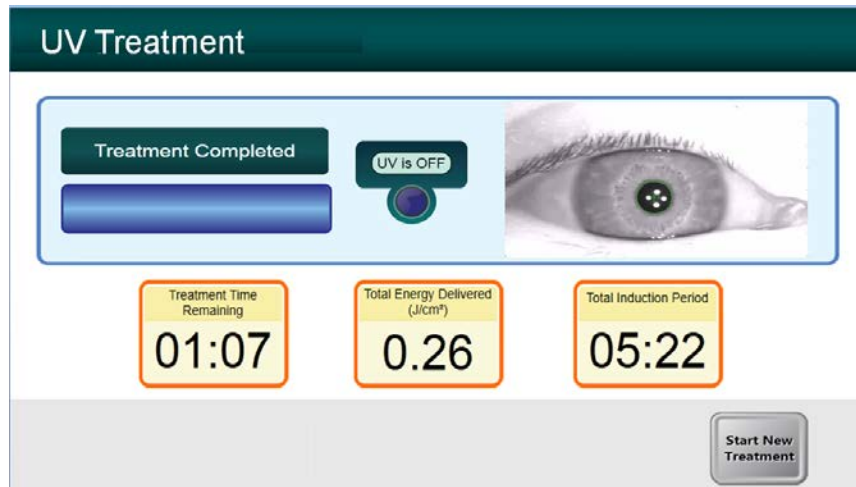 UV Treatment
Treatment Completed
UV is OFF
Treatment Time
Remaining
01:07
Total Energy Delivered
(J/cm²)
0.26
Total Induction Period
05:22
Start New
Treatment